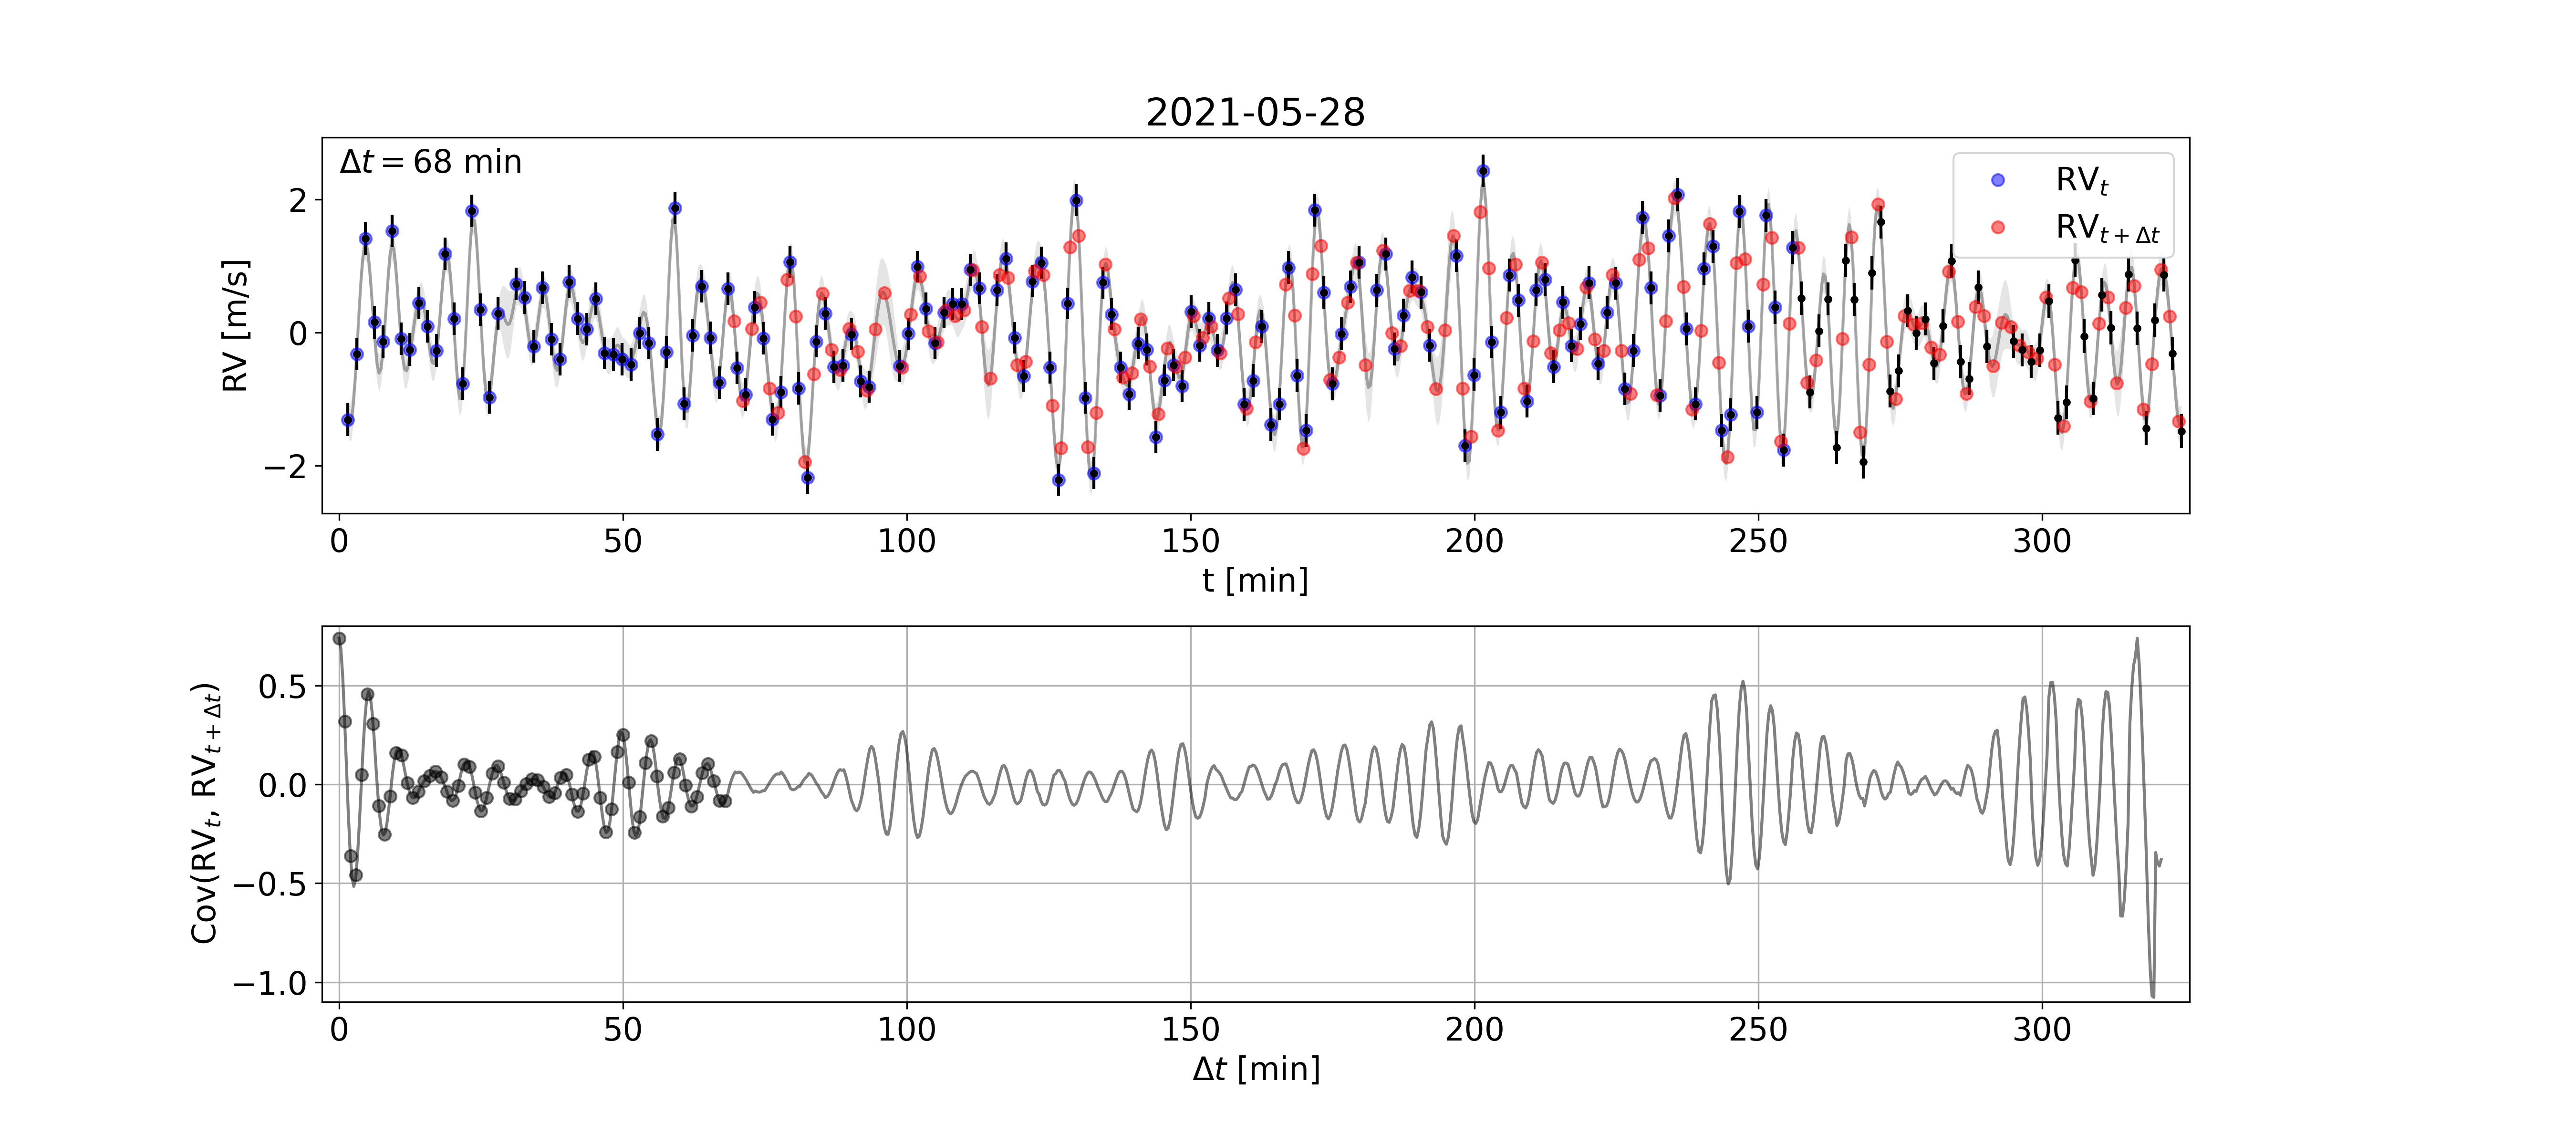 2021-05-28
Δt = 68 min
RV_t
RV_{t+Δt}
RV [m/s]
2
0
−2
0 50 100 150 200 250 300
t [min]
Cov(RV_t, RV_{t+Δt})
0.5
0.0
−0.5
−1.0
0 50 100 150 200 250 300
Δt [min]